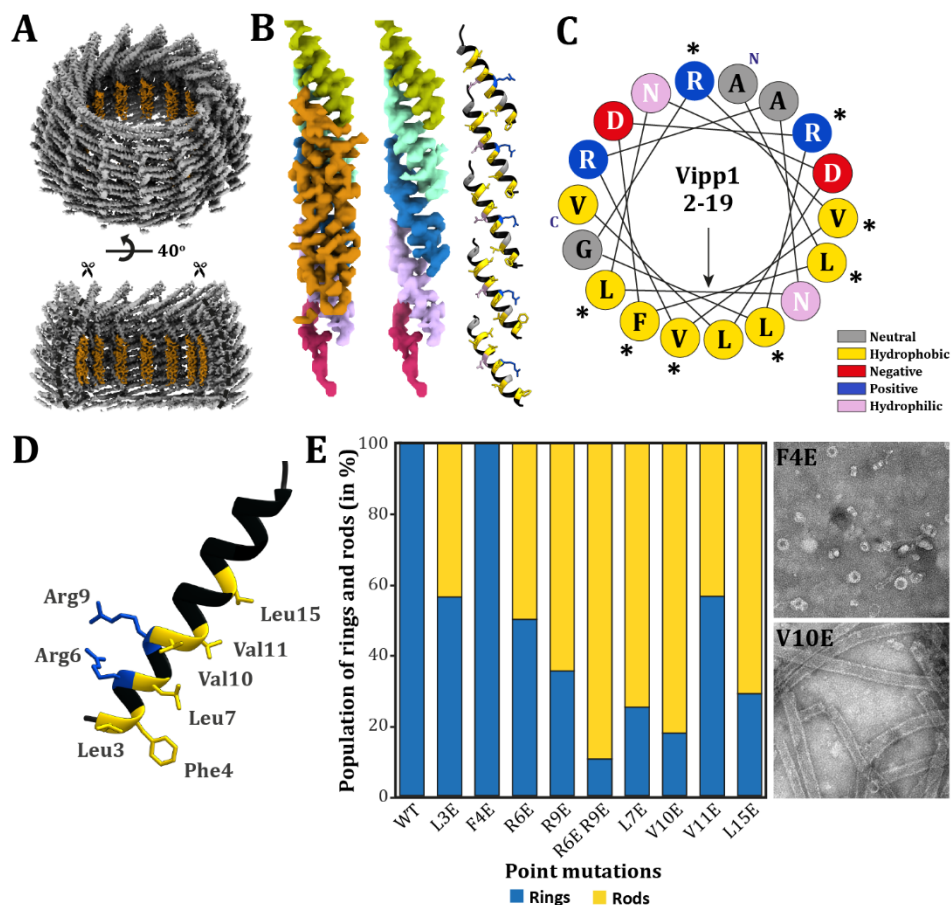 A
40°
B
C
N
R
*
A
N
A
D
R
*
R
D
Vipp1
2-19
V
V
*
C
G
L
*
L
*
N
F
*
V
*
L
L
*
Neutral
Hydrophobic
Negative
Positive
Hydrophilic
D
Arg9
Arg6
Leu15
Val11
Val10
Leu7
Leu3
Phe4
E
Population of rings and rods (in %)
100
80
60
40
20
0
WT
L3E
F4E
R6E
R9E
R6E R9E
L7E
V10E
V11E
L15E
Point mutations
Rings
Rods
F4E
V10E